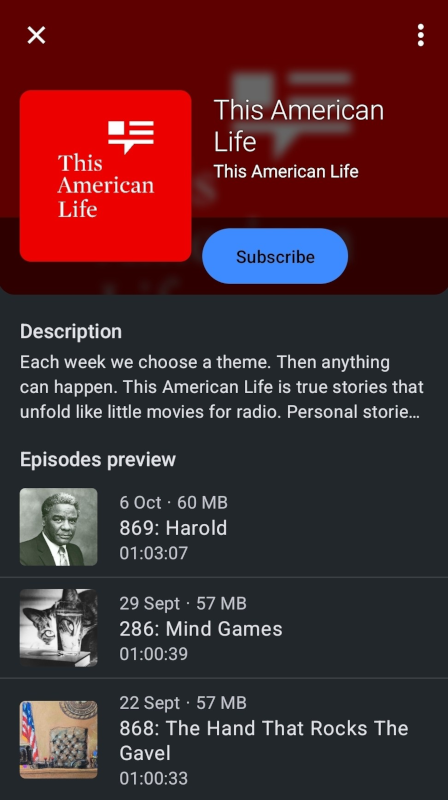 This American
Life
This American Life
This
American
Life
Subscribe
Description
Each week we choose a theme. Then anything
can happen. This American Life is true stories that
unfold like little movies for radio. Personal storie…
Episodes preview
6 Oct · 60 MB
869: Harold
01:03:07
29 Sept · 57 MB
286: Mind Games
01:00:39
22 Sept · 57 MB
868: The Hand That Rocks The
Gavel
01:00:33